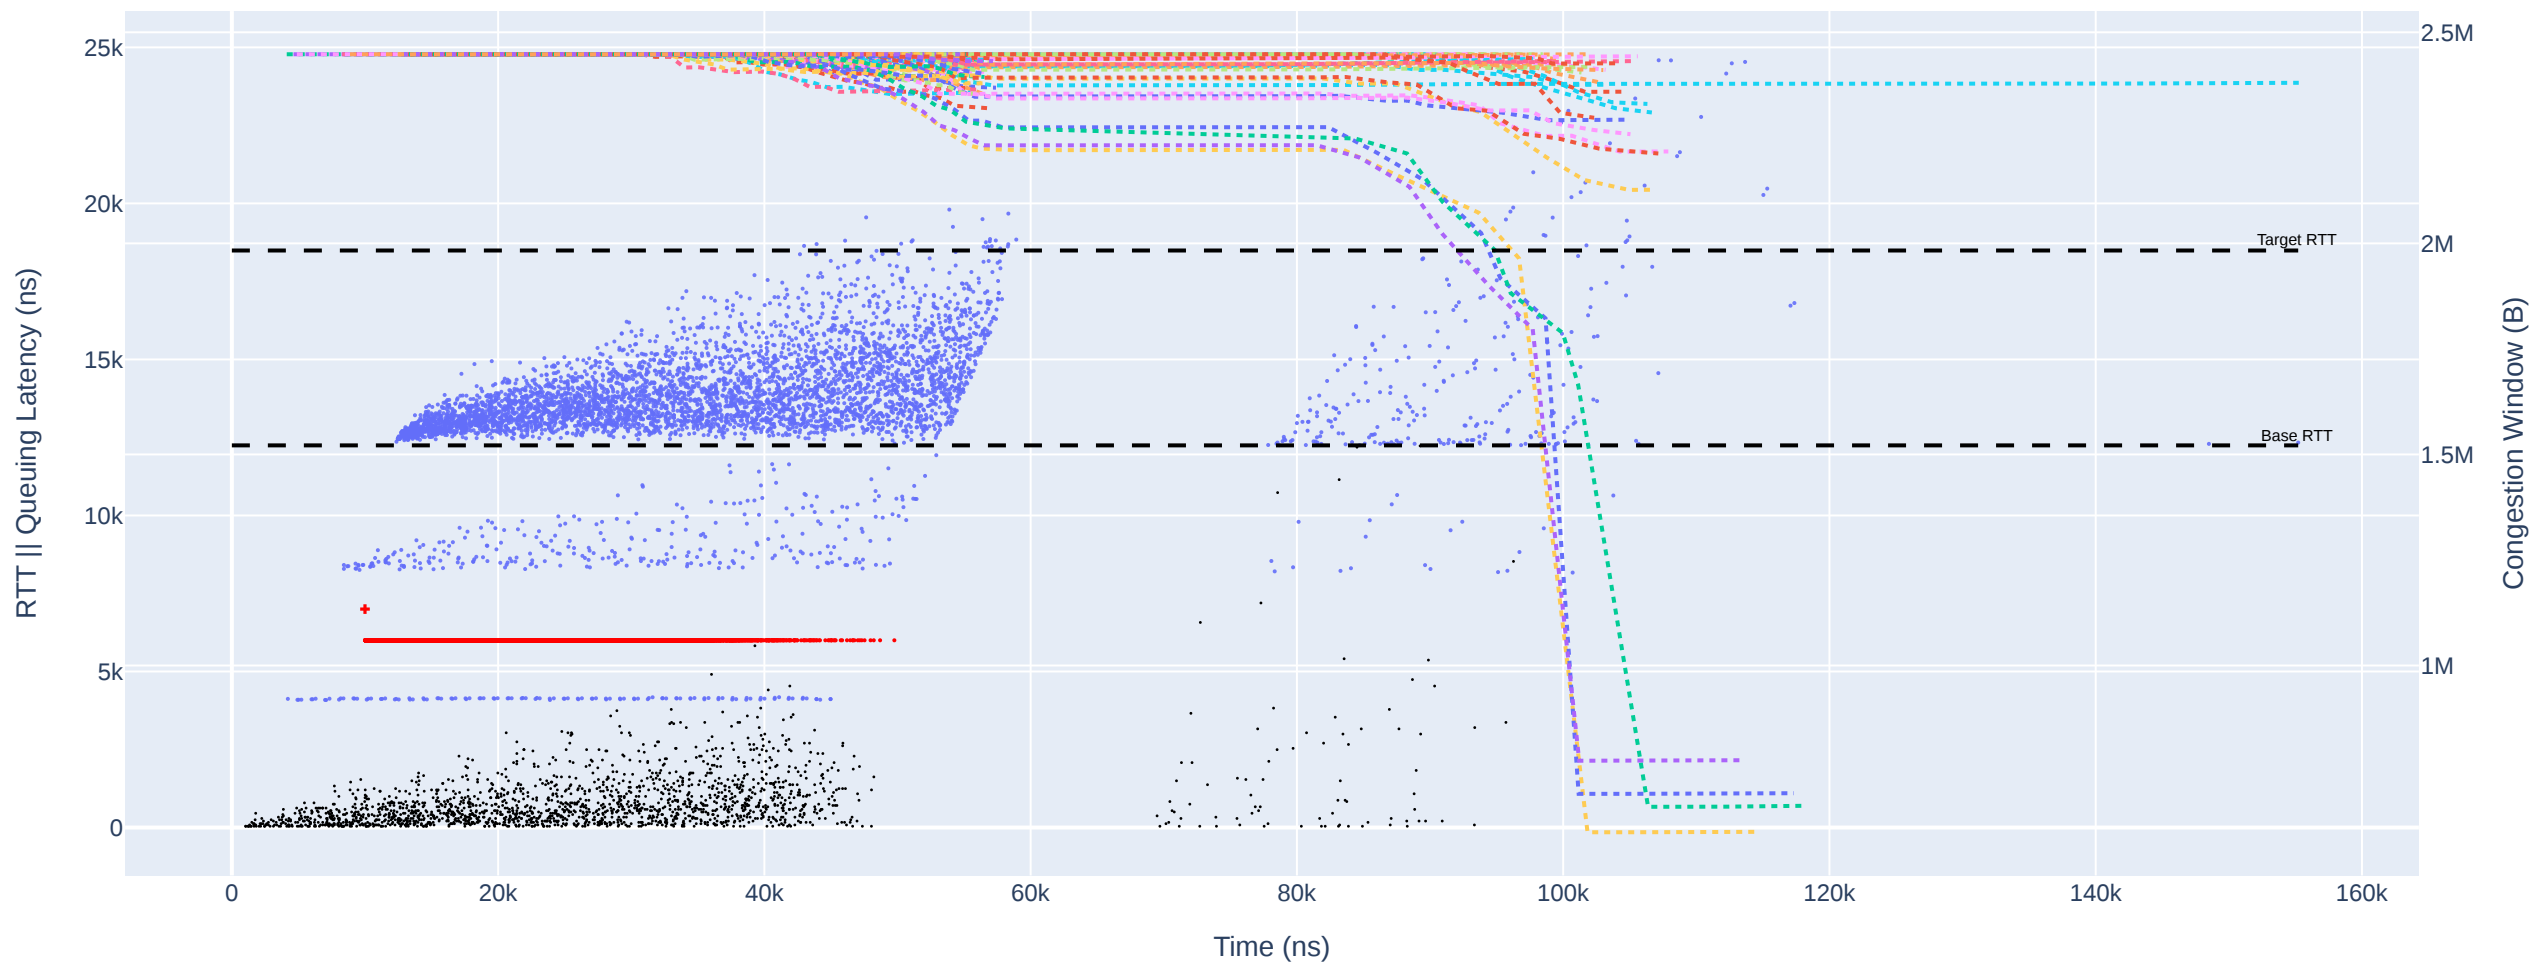 25k
20k
15k
10k
5k
0
RTT || Queuing Latency (ns)
2.5M
2M
1.5M
1M
Congestion Window (B)
Target RTT
Base RTT
0
20k
40k
60k
80k
100k
120k
140k
160k
Time (ns)